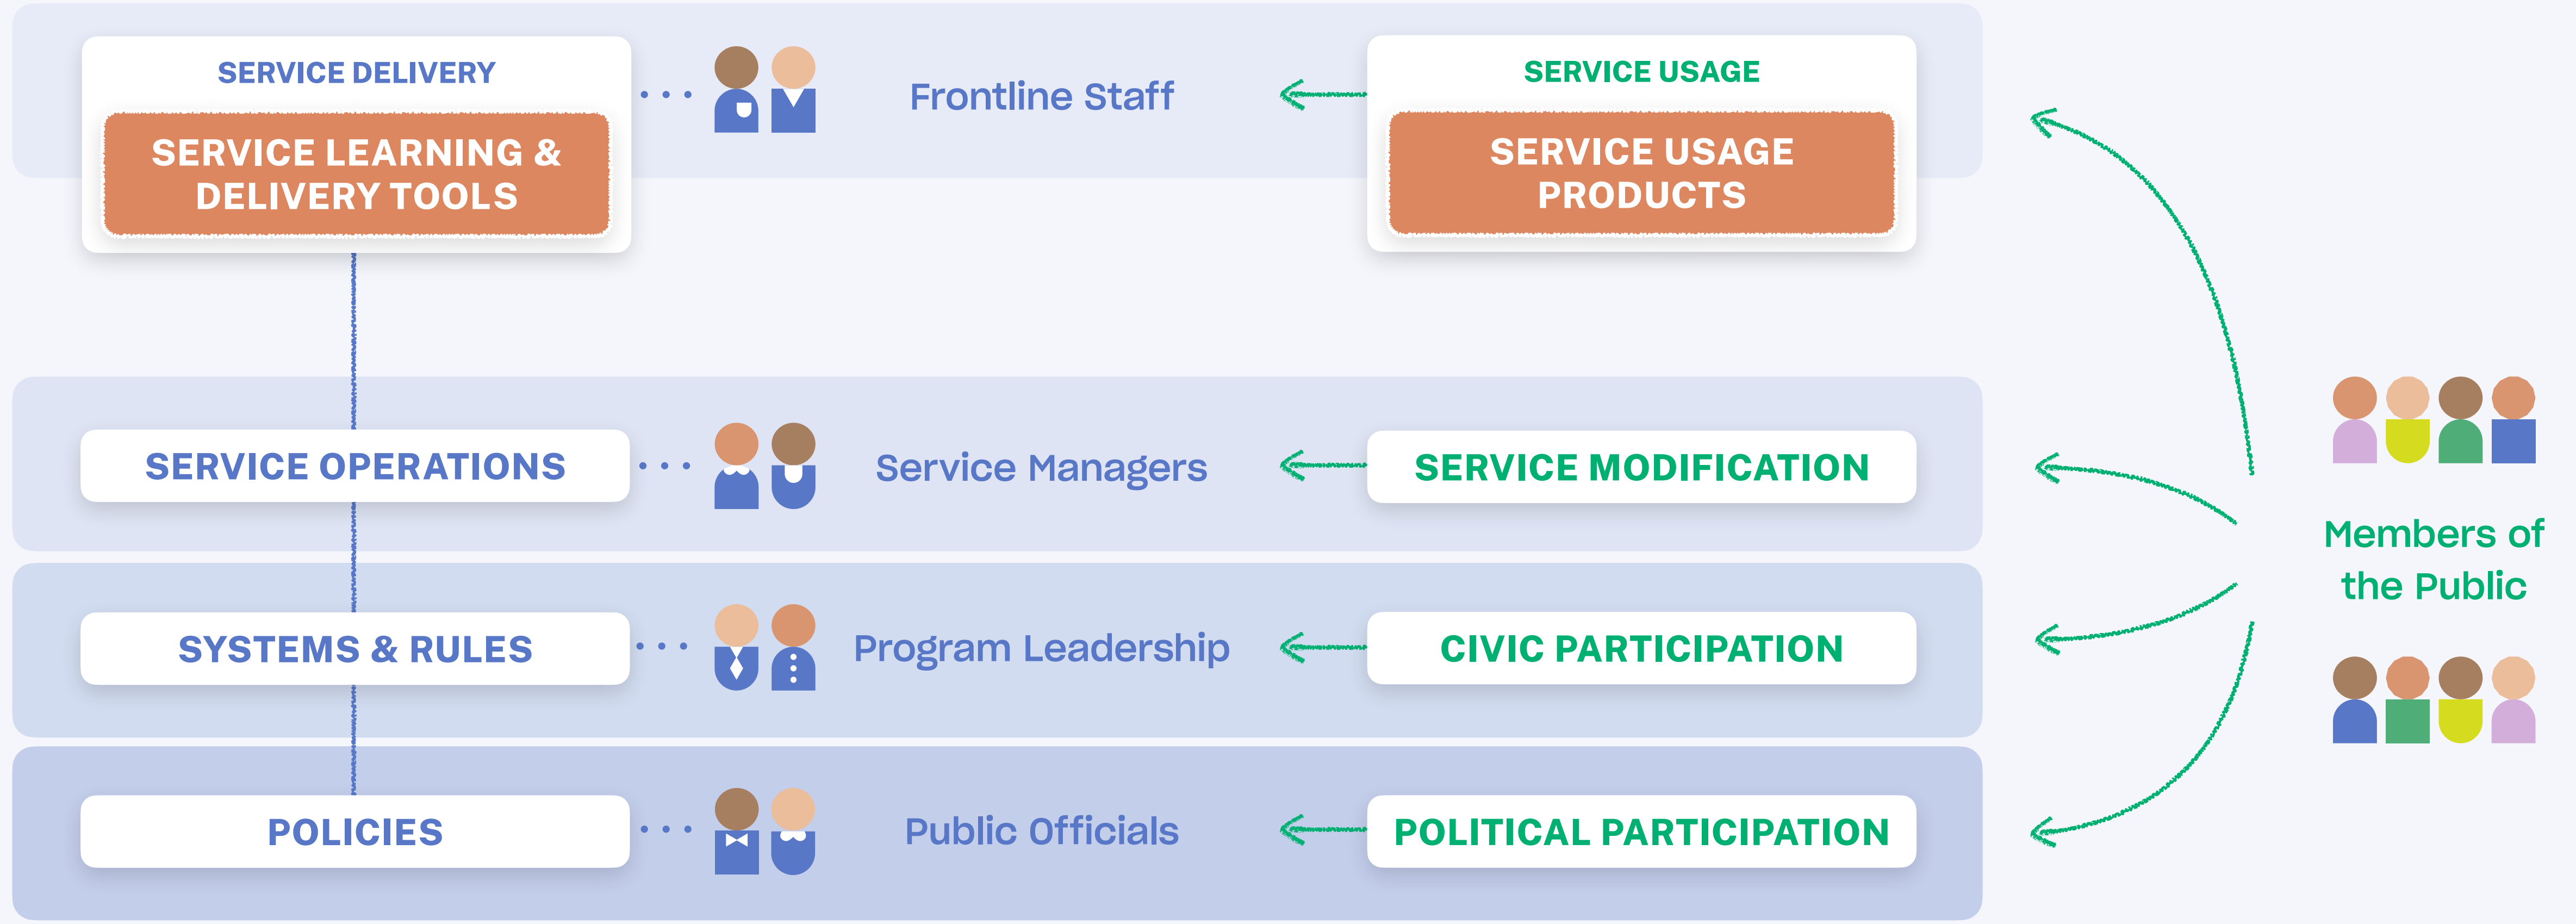 SERVICE DELIVERY
SERVICE LEARNING &
DELIVERY TOOLS
Frontline Staff
SERVICE USAGE
SERVICE USAGE
PRODUCTS
SERVICE OPERATIONS
Service Managers
SERVICE MODIFICATION
SYSTEMS & RULES
Program Leadership
CIVIC PARTICIPATION
POLICIES
Public Officials
POLITICAL PARTICIPATION
Members of
the Public